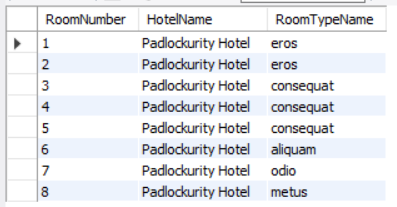 RoomNumber HotelName RoomTypeName
1 Padlockurity Hotel eros
2 Padlockurity Hotel eros
3 Padlockurity Hotel consequat
4 Padlockurity Hotel consequat
5 Padlockurity Hotel consequat
6 Padlockurity Hotel aliquam
7 Padlockurity Hotel odio
8 Padlockurity Hotel metus